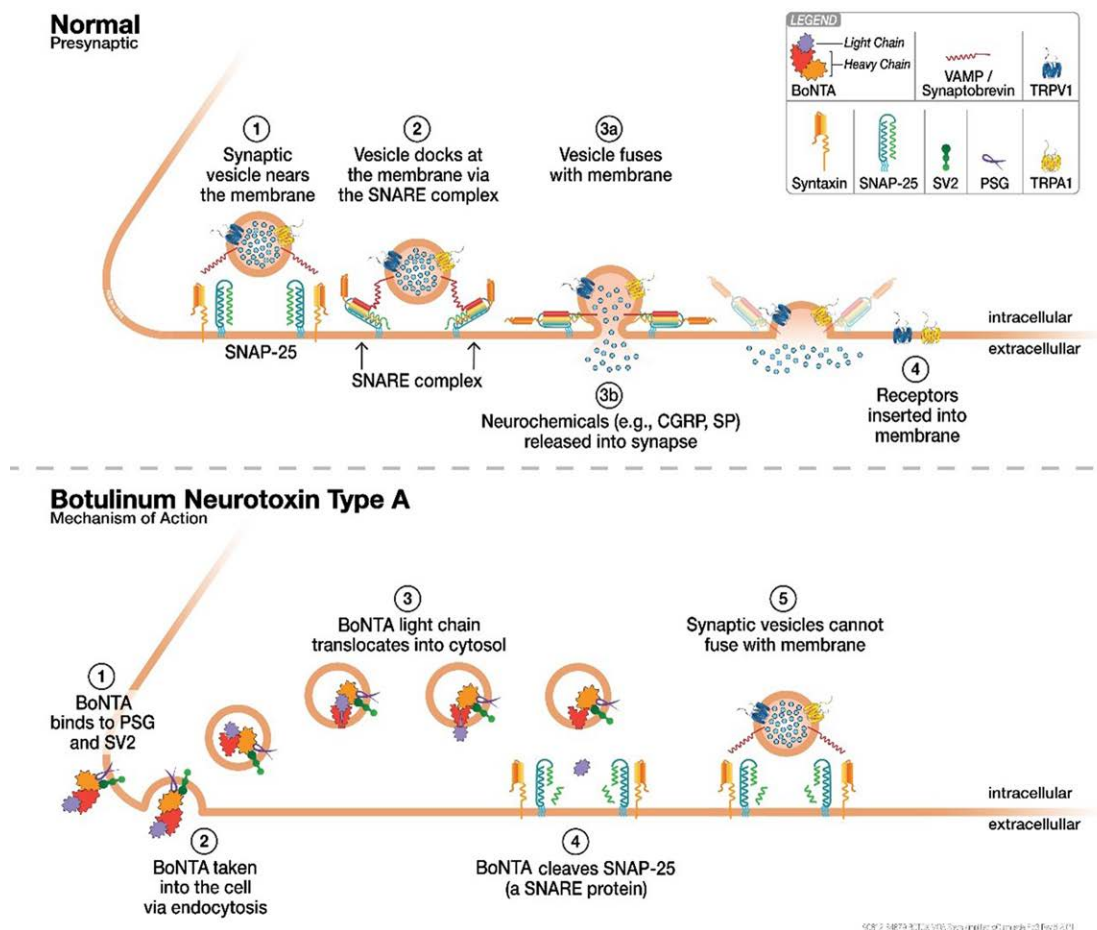 Normal
Presynaptic
LEGEND
Light Chain
Heavy Chain
BoNTA
VAMP /
Synaptobrevin
TRPV1
Syntaxin
SNAP-25
SV2
PSG
TRPA1
1
Synaptic
vesicle nears
the membrane
2
Vesicle docks at
the membrane via
the SNARE complex
3a
Vesicle fuses
with membrane
intracellular
extracellular
SNAP-25
SNARE complex
3b
Neurochemicals (e.g., CGRP, SP)
released into synapse
4
Receptors
inserted into
membrane
Botulinum Neurotoxin Type A
Mechanism of Action
1
BoNTA
binds to PSG
and SV2
2
BoNTA taken
into the cell
via endocytosis
3
BoNTA light chain
translocates into cytosol
4
BoNTA cleaves SNAP-25
(a SNARE protein)
5
Synaptic vesicles cannot
fuse with membrane
intracellular
extracellular